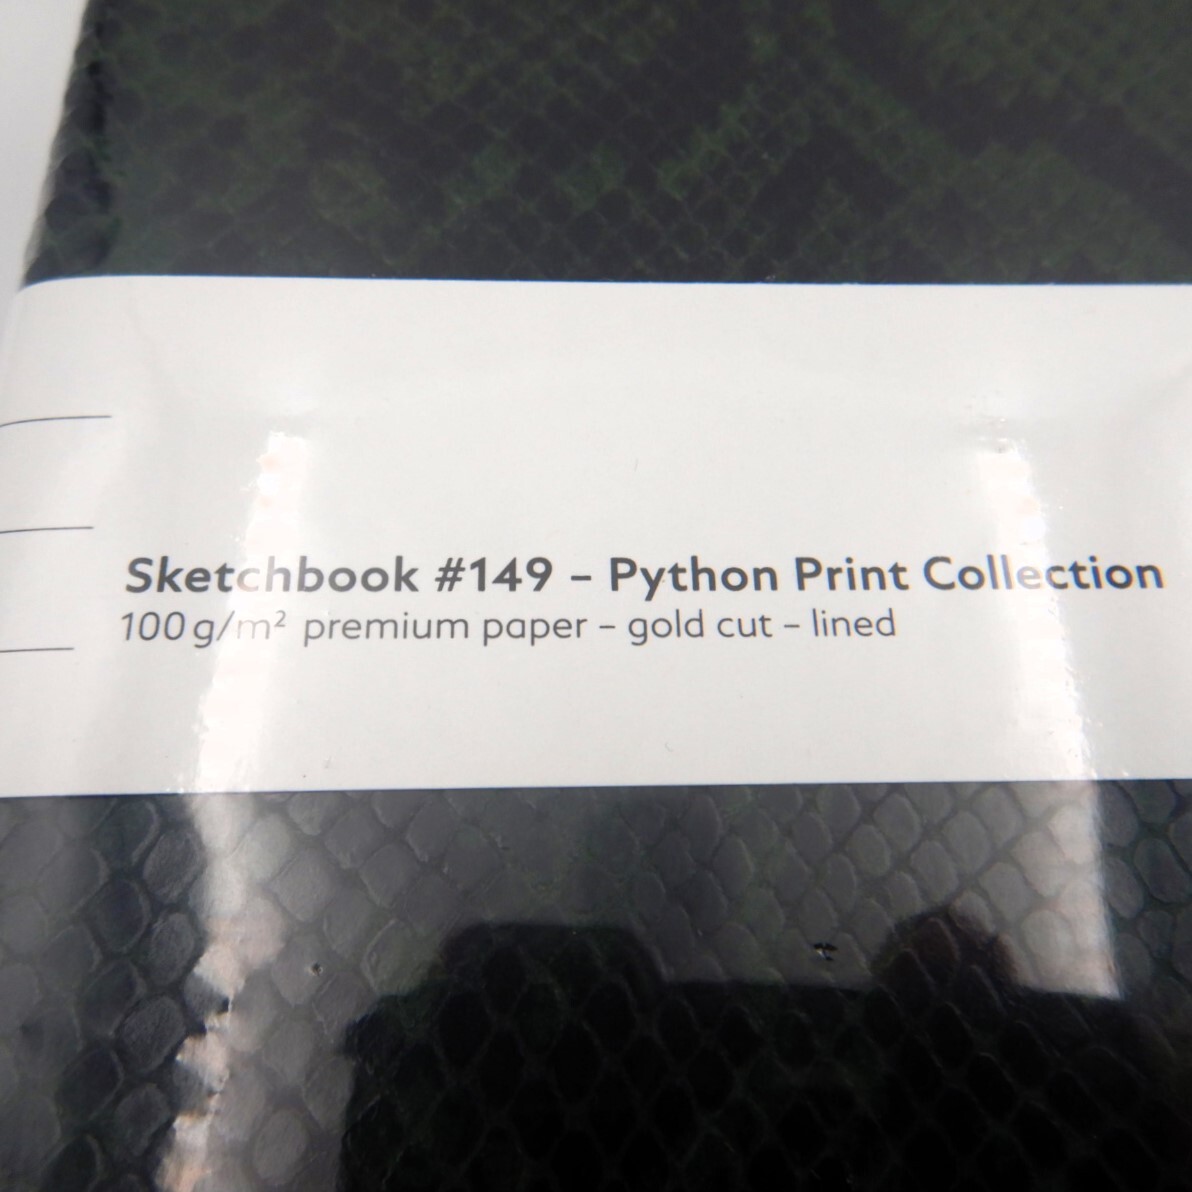 Sketchbook #149 – Python Print Collection
100 g/m² premium paper – gold cut – lined